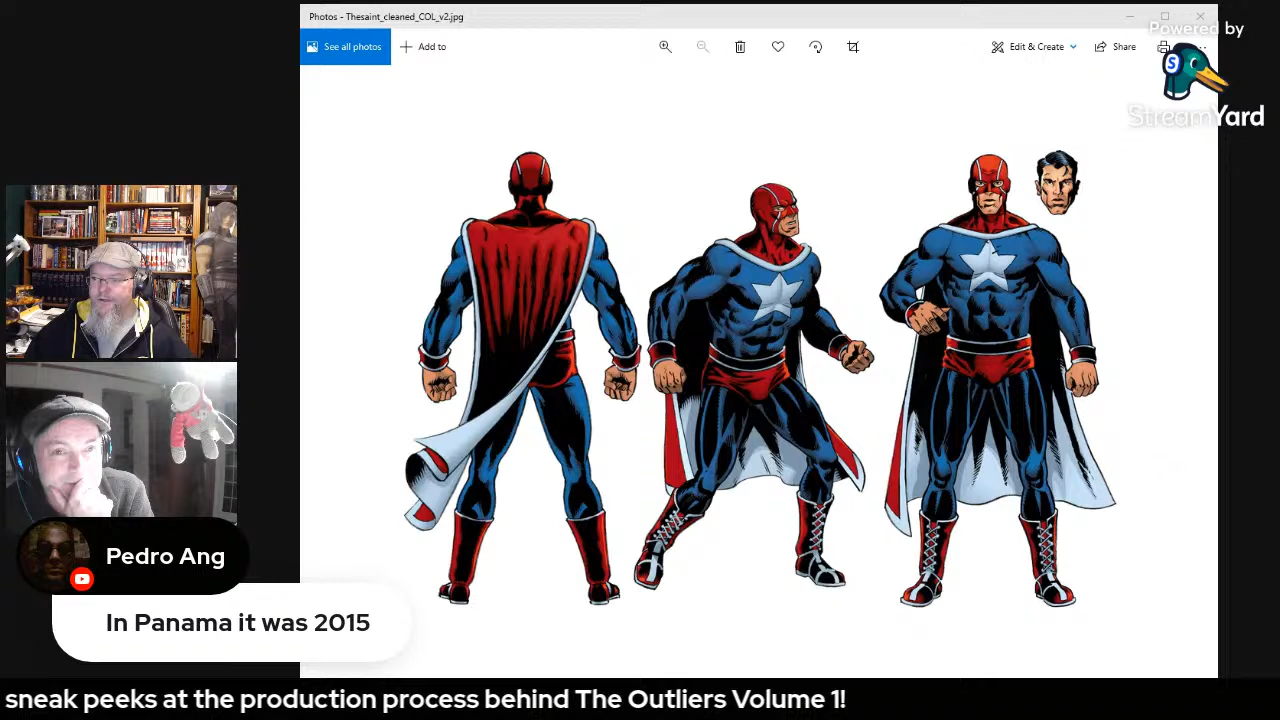 Photos - Thesaint_cleaned_COL_v2.jpg
See all photos
Add to
Edit & Create
Share
Powered by
S
StreamYard
Pedro Ang
In Panama it was 2015
sneak peeks at the production process behind The Outliers Volume 1!